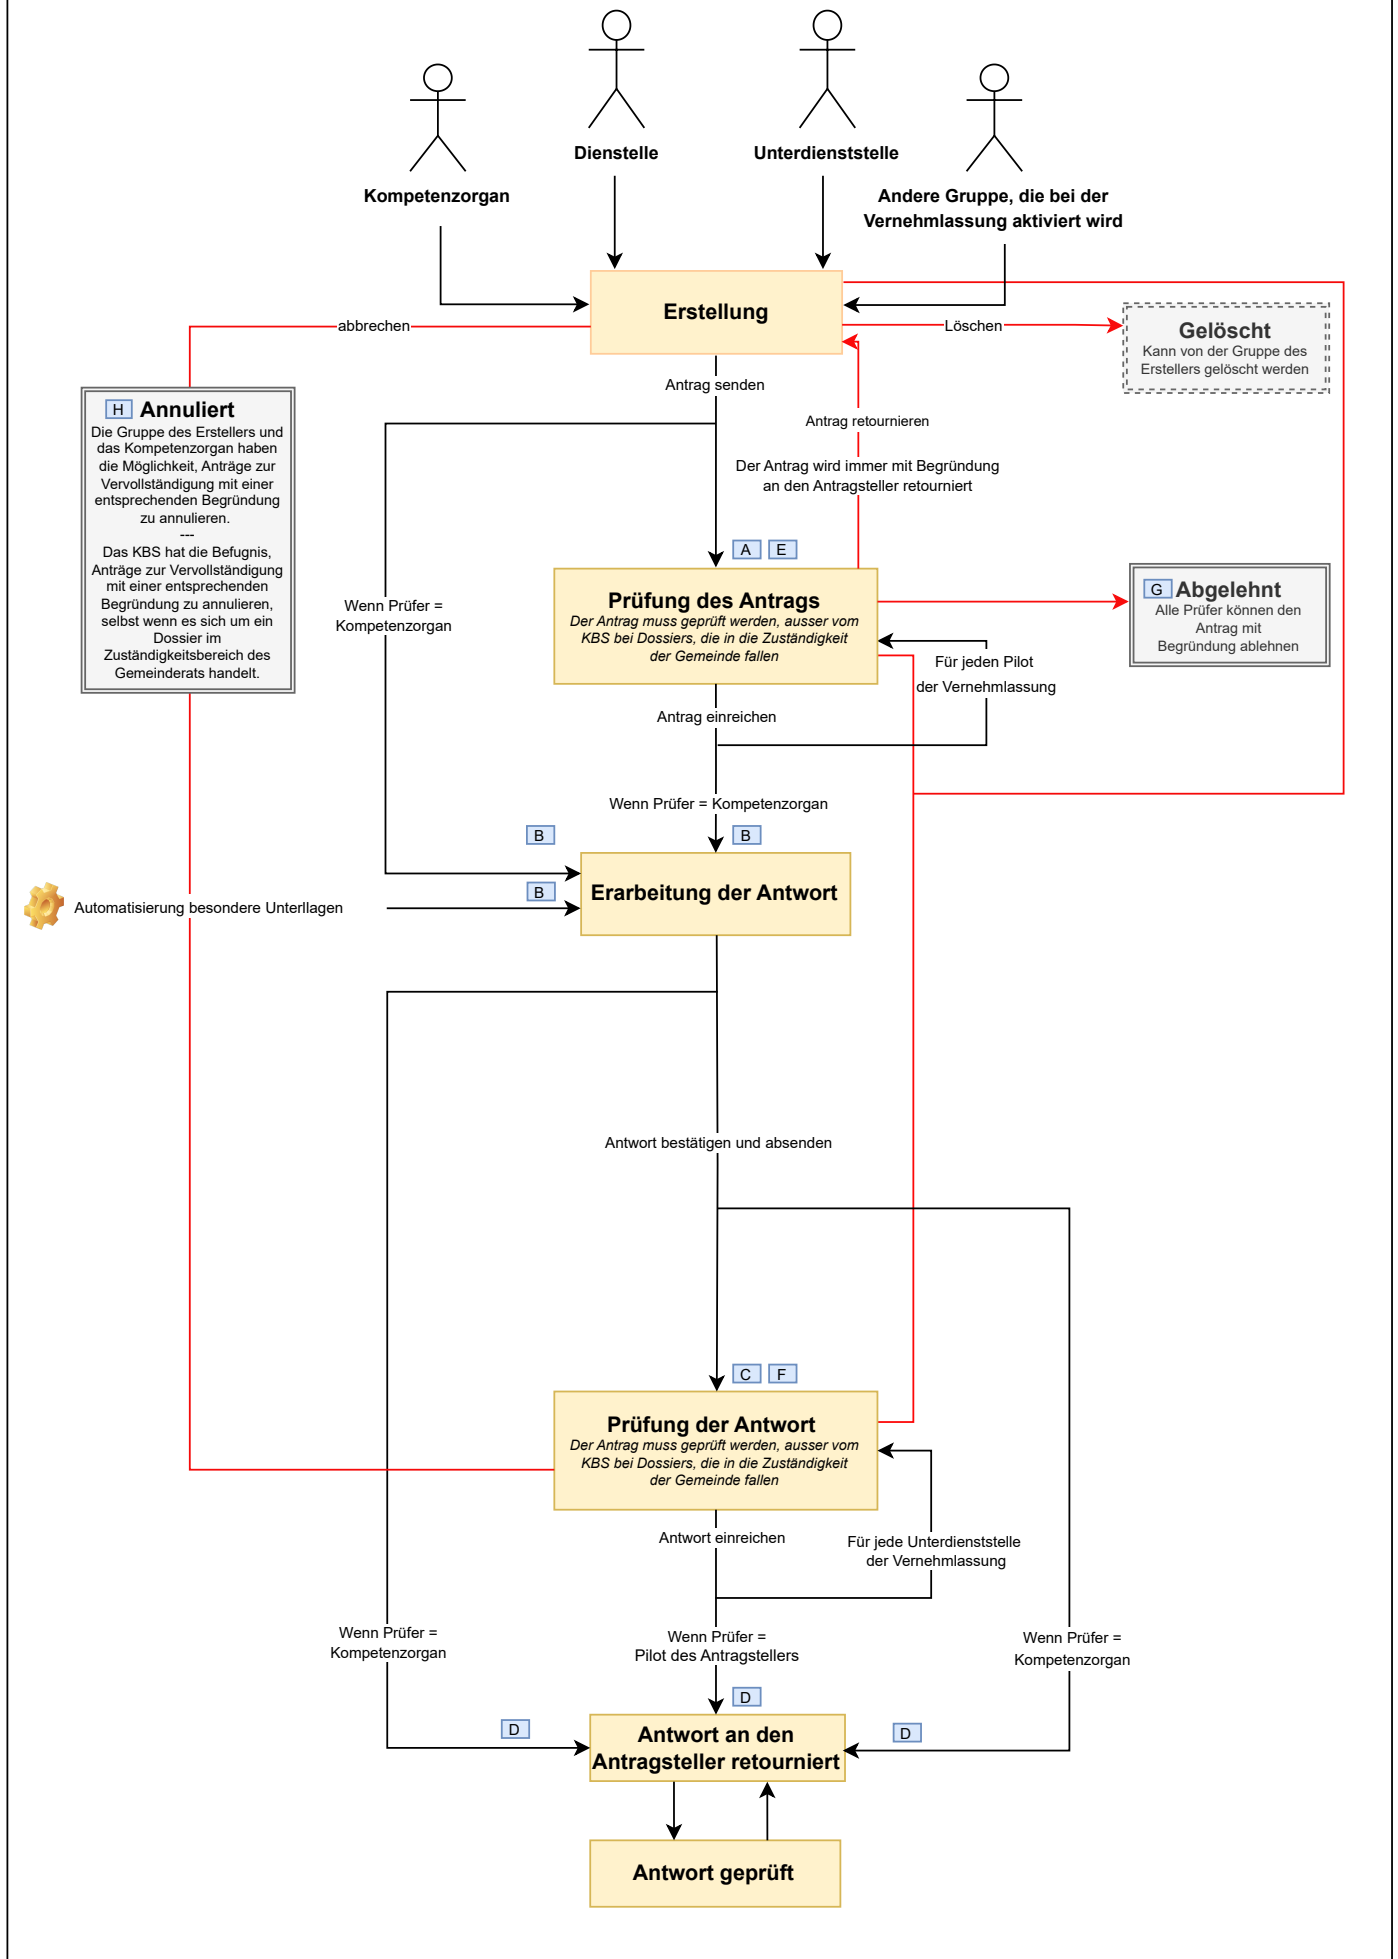 Dienstelle
Unterdienststelle
Kompetenzorgan
Andere Gruppe, die bei der
Vernehmlassung aktiviert wird
Erstellung
abbrechen
Löschen
Gelöscht
Kann von der Gruppe des
Erstellers gelöscht werden
Antrag senden
H Annuliert
Die Gruppe des Erstellers und
das Kompetenzorgan haben
die Möglichkeit, Anträge zur
Vervollständigung mit einer
entsprechenden Begründung
zu annulieren.
---
Das KBS hat die Befugnis,
Anträge zur Vervollständigung
mit einer entsprechenden
Begründung zu annulieren,
selbst wenn es sich um ein
Dossier im
Zuständigkeitsbereich des
Gemeinderats handelt.
Antrag retournieren
Der Antrag wird immer mit Begründung
an den Antragsteller retourniert
A E
Wenn Prüfer =
Kompetenzorgan
Prüfung des Antrags
Der Antrag muss geprüft werden, ausser vom
KBS bei Dossiers, die in die Zuständigkeit
der Gemeinde fallen
G Abgelehnt
Alle Prüfer können den
Antrag mit
Begründung ablehnen
Für jeden Pilot
der Vernehmlassung
Antrag einreichen
Wenn Prüfer = Kompetenzorgan
B
B
B
Erarbeitung der Antwort
Automatisierung besondere Unterllagen
Antwort bestätigen und absenden
C F
Prüfung der Antwort
Der Antrag muss geprüft werden, ausser vom
KBS bei Dossiers, die in die Zuständigkeit
der Gemeinde fallen
Antwort einreichen
Für jede Unterdienststelle
der Vernehmlassung
Wenn Prüfer =
Kompetenzorgan
Wenn Prüfer =
Pilot des Antragstellers
Wenn Prüfer =
Kompetenzorgan
D
D
D
Antwort an den
Antragsteller retourniert
Antwort geprüft